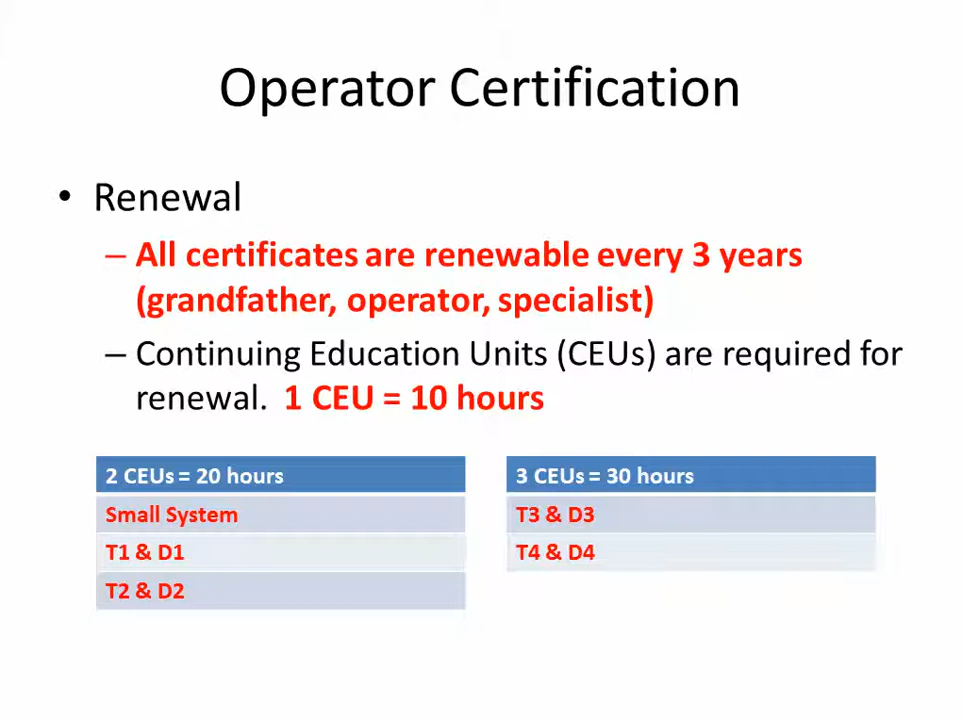 Operator Certification
• Renewal
– All certificates are renewable every 3 years
(grandfather, operator, specialist)
– Continuing Education Units (CEUs) are required for
renewal. 1 CEU = 10 hours
2 CEUs = 20 hours
Small System
T1 & D1
T2 & D2
3 CEUs = 30 hours
T3 & D3
T4 & D4